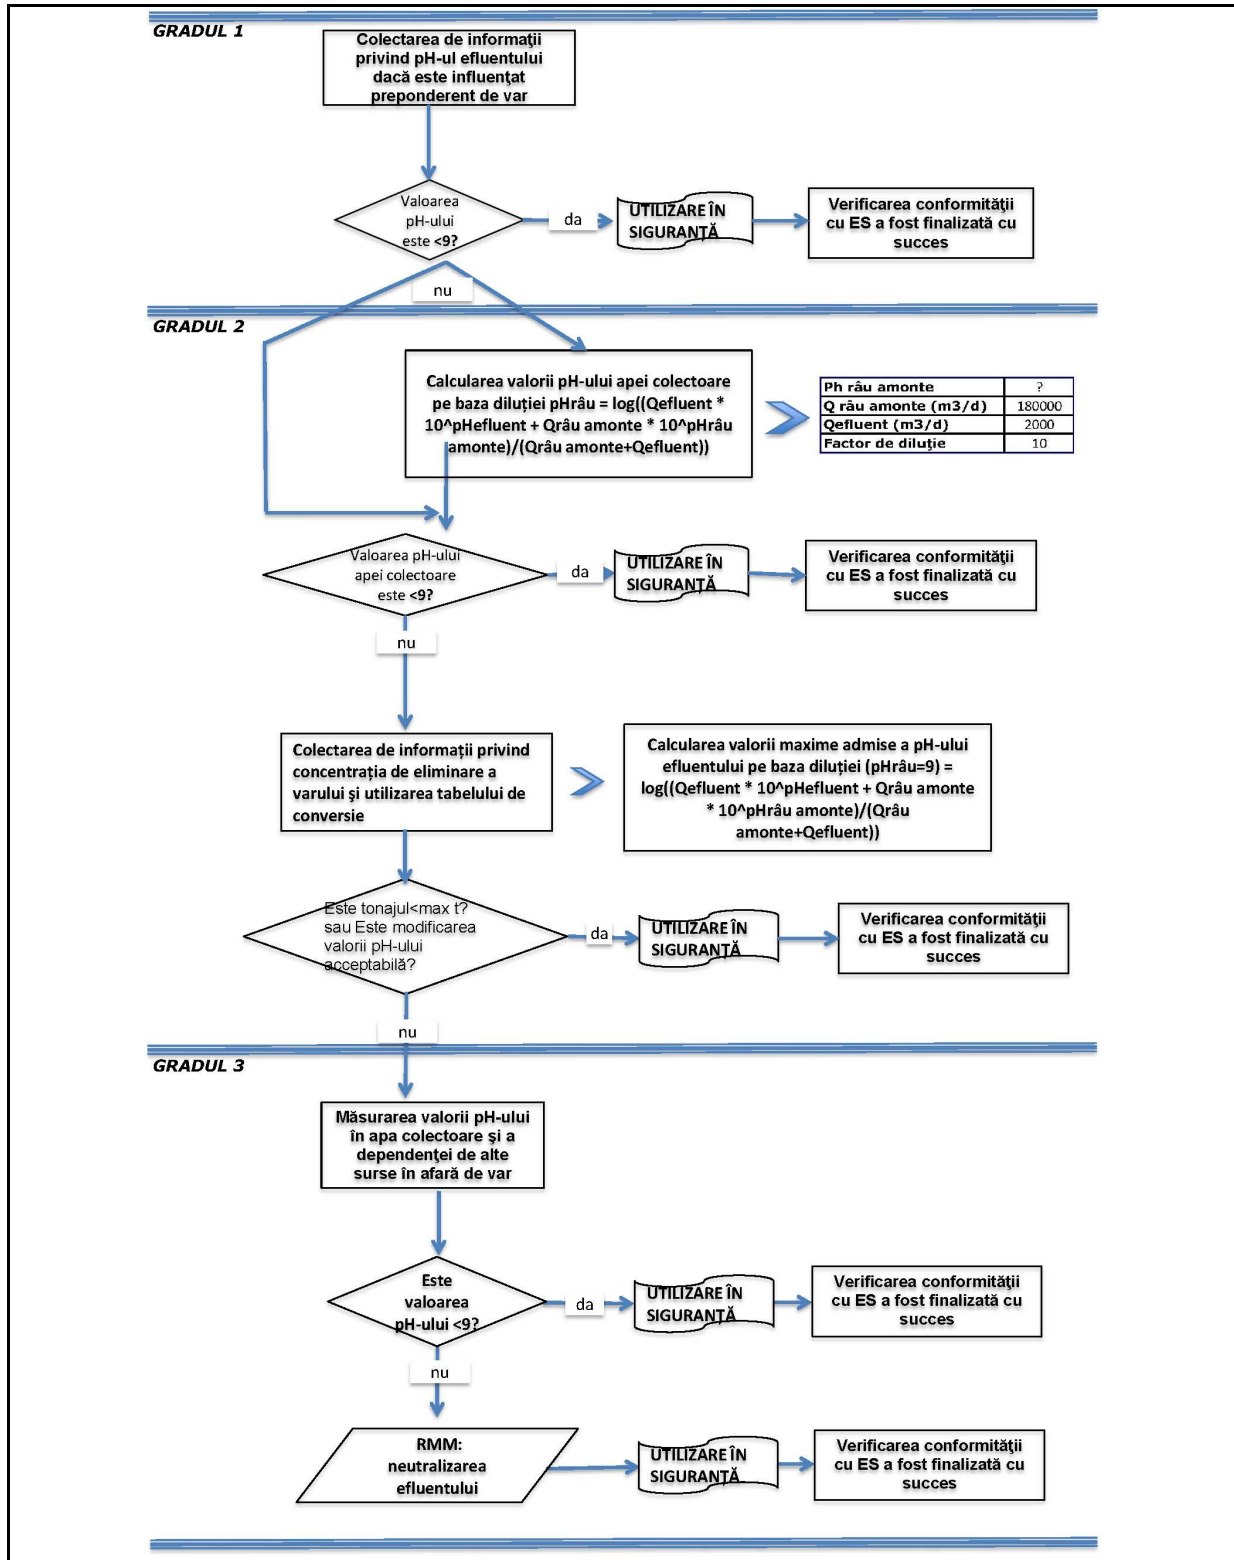 GRADUL 1
Colectarea de informaţii
privind pH-ul efluentului
dacă este influenţat
preponderent de var
Valoarea
pH-ului
este <9?
da
UTILIZARE ÎN
SIGURANȚĂ
Verificarea conformităţii
cu ES a fost finalizată cu
succes
nu
GRADUL 2
Calcularea valorii pH-ului apei colectoare
pe baza diluției pHrâu = log((Qefluent *
10^pHefluent + Qrâu amonte * 10^pHrâu
amonte)/(Qrâu amonte+Qefluent))
Ph râu amonte ?
Q râu amonte (m3/d) 180000
Qefluent (m3/d) 2000
Factor de diluţie 10
Valoarea pH-ului
apei colectoare
este <9?
da
UTILIZARE ÎN
SIGURANȚĂ
Verificarea conformităţii
cu ES a fost finalizată cu
succes
nu
Colectarea de informații privind
concentrația de eliminare a
varului și utilizarea tabelului de
conversie
Calcularea valorii maxime admise a pH-ului
efluentului pe baza diluției (pHrâu=9) =
log((Qefluent * 10^pHefluent + Qrâu amonte
* 10^pHrâu amonte)/(Qrâu
amonte+Qefluent))
Este tonajul<max t?
sau Este modificarea
valorii pH-ului
acceptabilă?
da
UTILIZARE ÎN
SIGURANȚĂ
Verificarea conformităţii
cu ES a fost finalizată cu
succes
nu
GRADUL 3
Măsurarea valorii pH-ului
în apa colectoare şi a
dependenţei de alte
surse în afară de var
Este
valoarea
pH-ului <9?
da
UTILIZARE ÎN
SIGURANȚĂ
Verificarea conformităţii
cu ES a fost finalizată cu
succes
nu
RMM:
neutralizarea
efluentului
UTILIZARE ÎN
SIGURANȚĂ
Verificarea conformităţii
cu ES a fost finalizată cu
succes